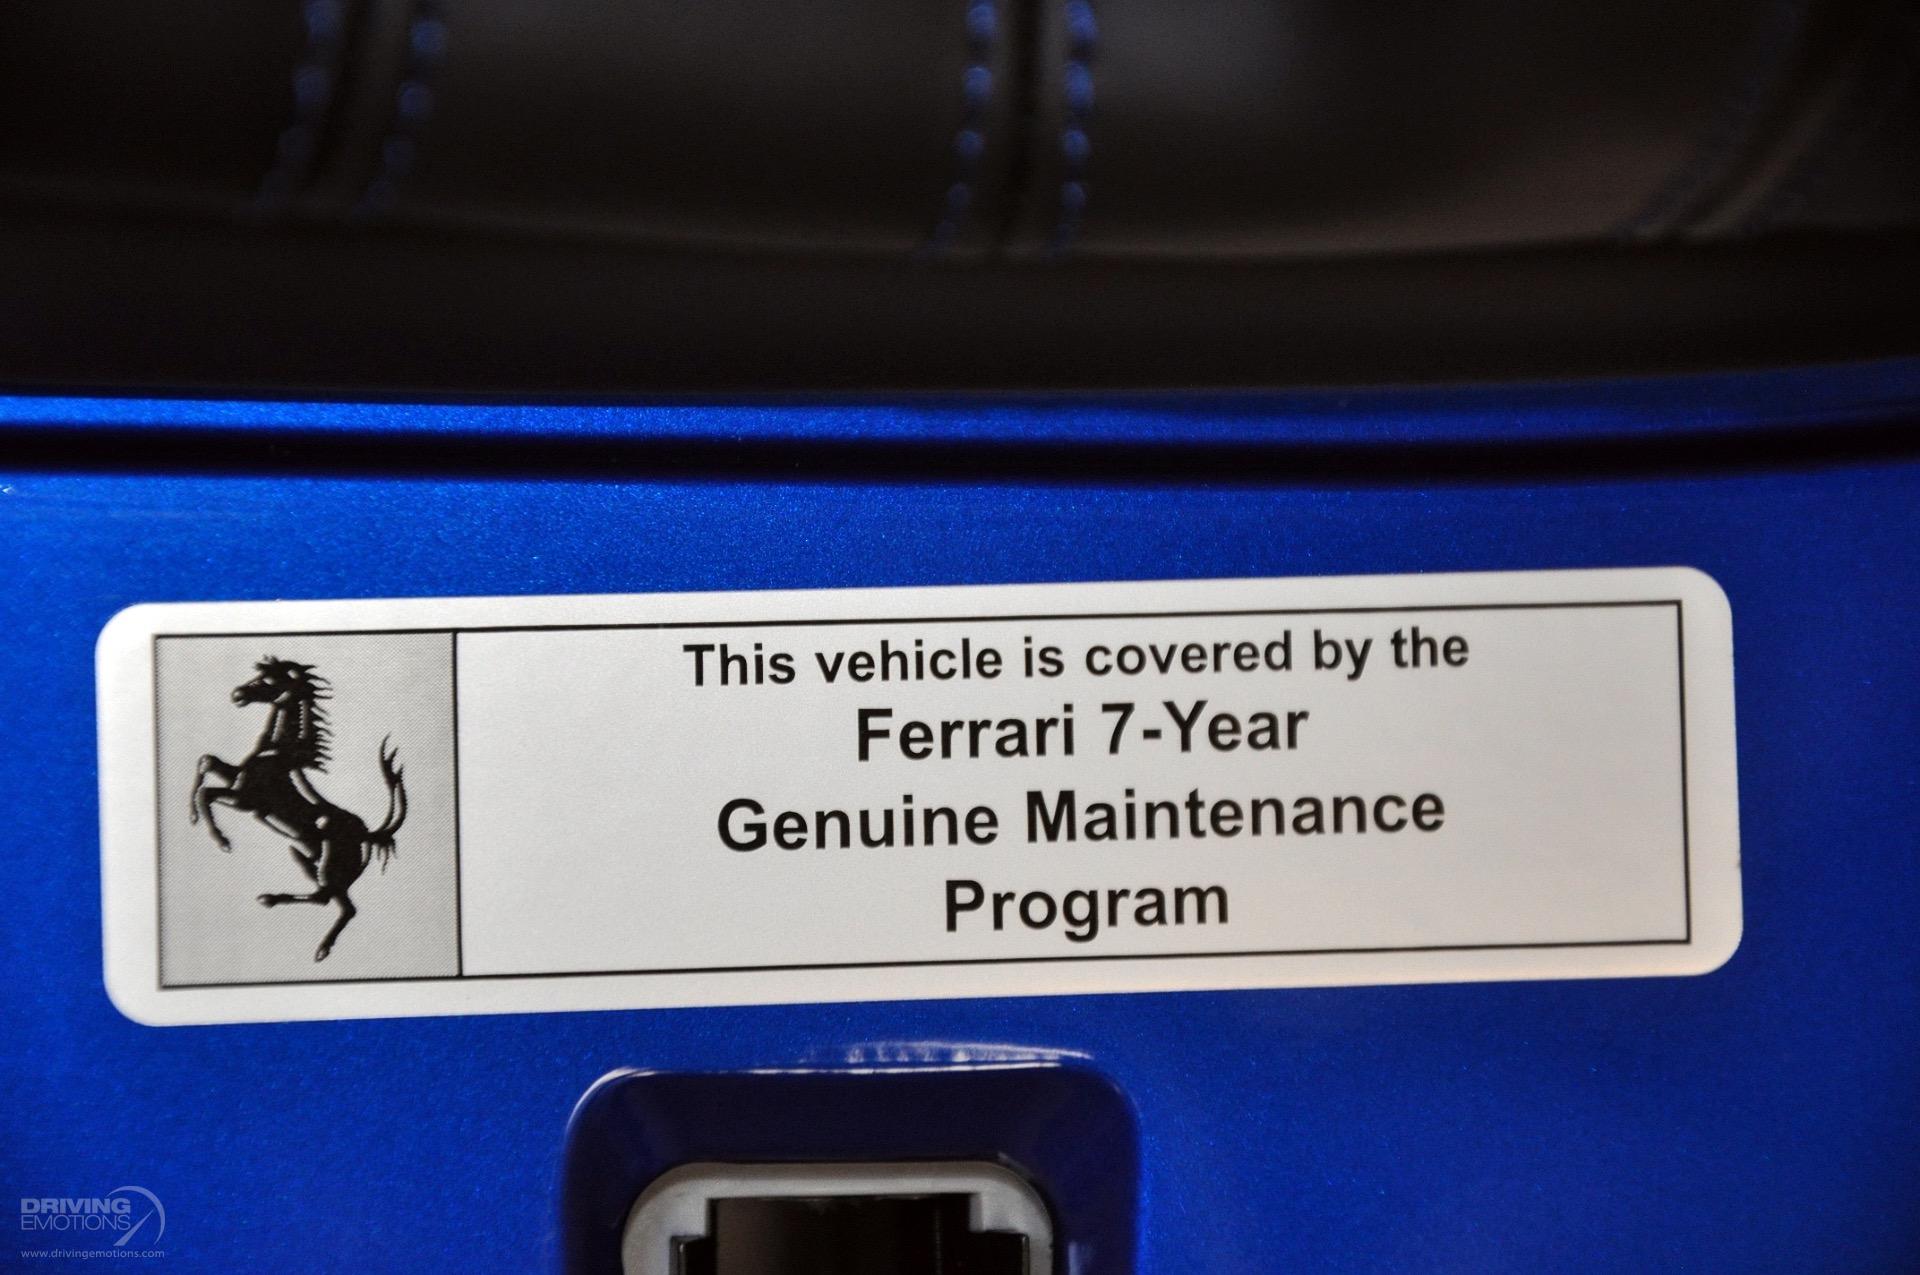 This vehicle is covered by the
Ferrari 7-Year
Genuine Maintenance
Program
DRIVING
EMOTIONS
www.drivingemotions.com